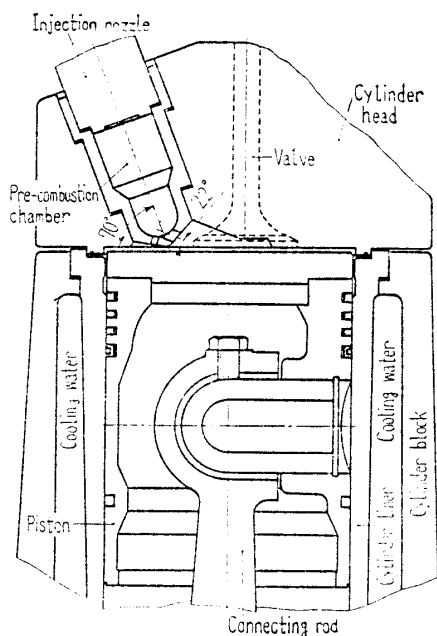 Injection nozzle
Cylinder
head
Valve
Pre-combustion
chamber
70°
Cooling water
Cooling water
Cylinder block
Cylinder liner
Piston
Connecting rod